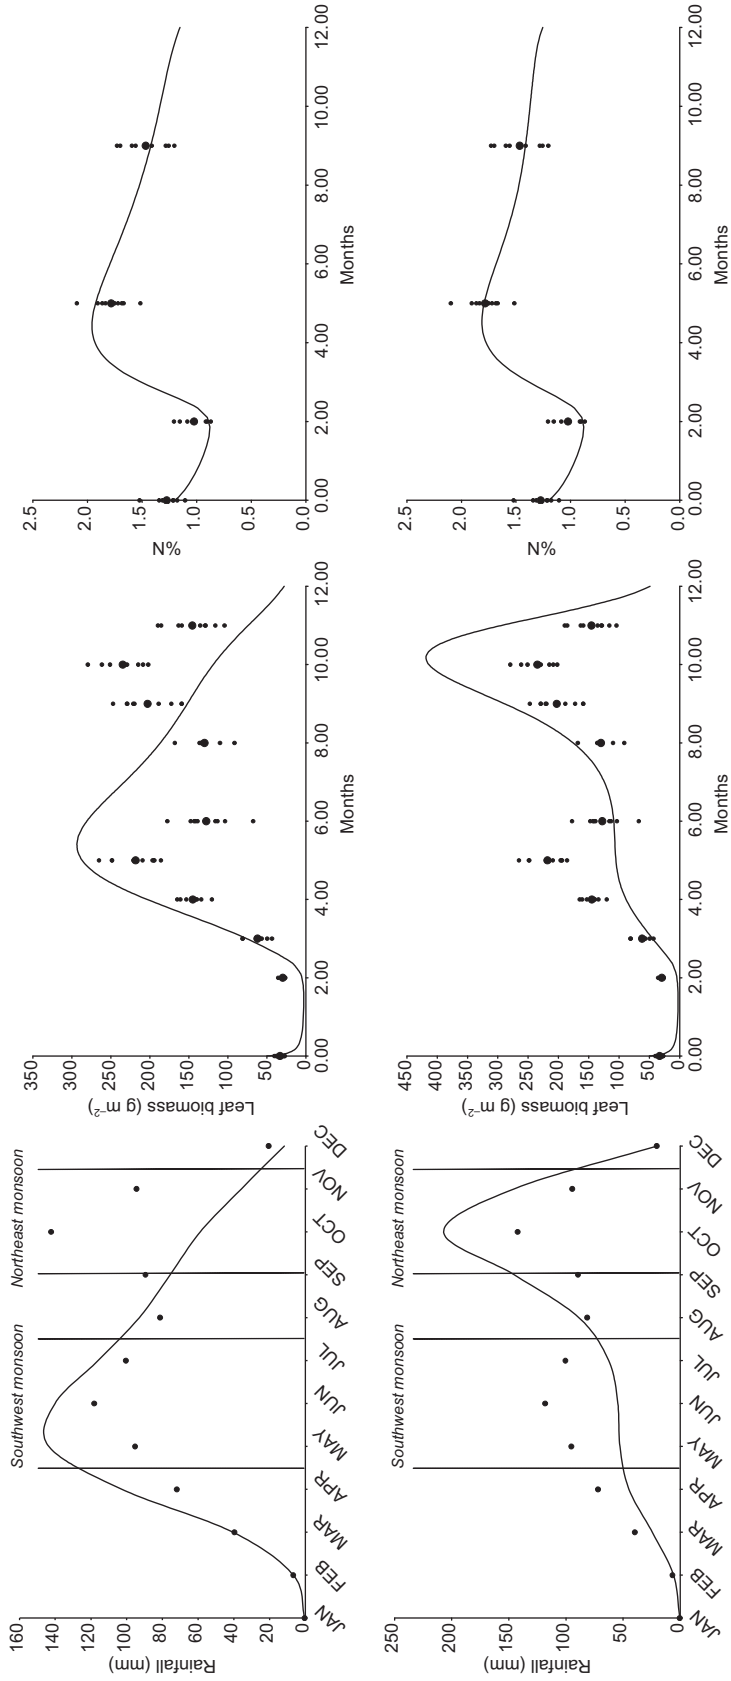 Southwest monsoon
Northeast monsoon
Rainfall (mm)
160
140
120
100
80
60
40
20
0
JAN FEB MAR APR MAY JUN JUL AUG SEP OCT NOV DEC
Leaf biomass (g m⁻²)
350
300
250
200
150
100
50
0
0.00 2.00 4.00 6.00 8.00 10.00 12.00
Months
%N
2.5
2.0
1.5
1.0
0.5
0.0
0.00 2.00 4.00 6.00 8.00 10.00 12.00
Months
Southwest monsoon
Northeast monsoon
Rainfall (mm)
250
200
150
100
50
0
JAN FEB MAR APR MAY JUN JUL AUG SEP OCT NOV DEC
Leaf biomass (g m⁻²)
450
400
350
300
250
200
150
100
50
0
0.00 2.00 4.00 6.00 8.00 10.00 12.00
Months
%N
2.5
2.0
1.5
1.0
0.5
0.0
0.00 2.00 4.00 6.00 8.00 10.00 12.00
Months